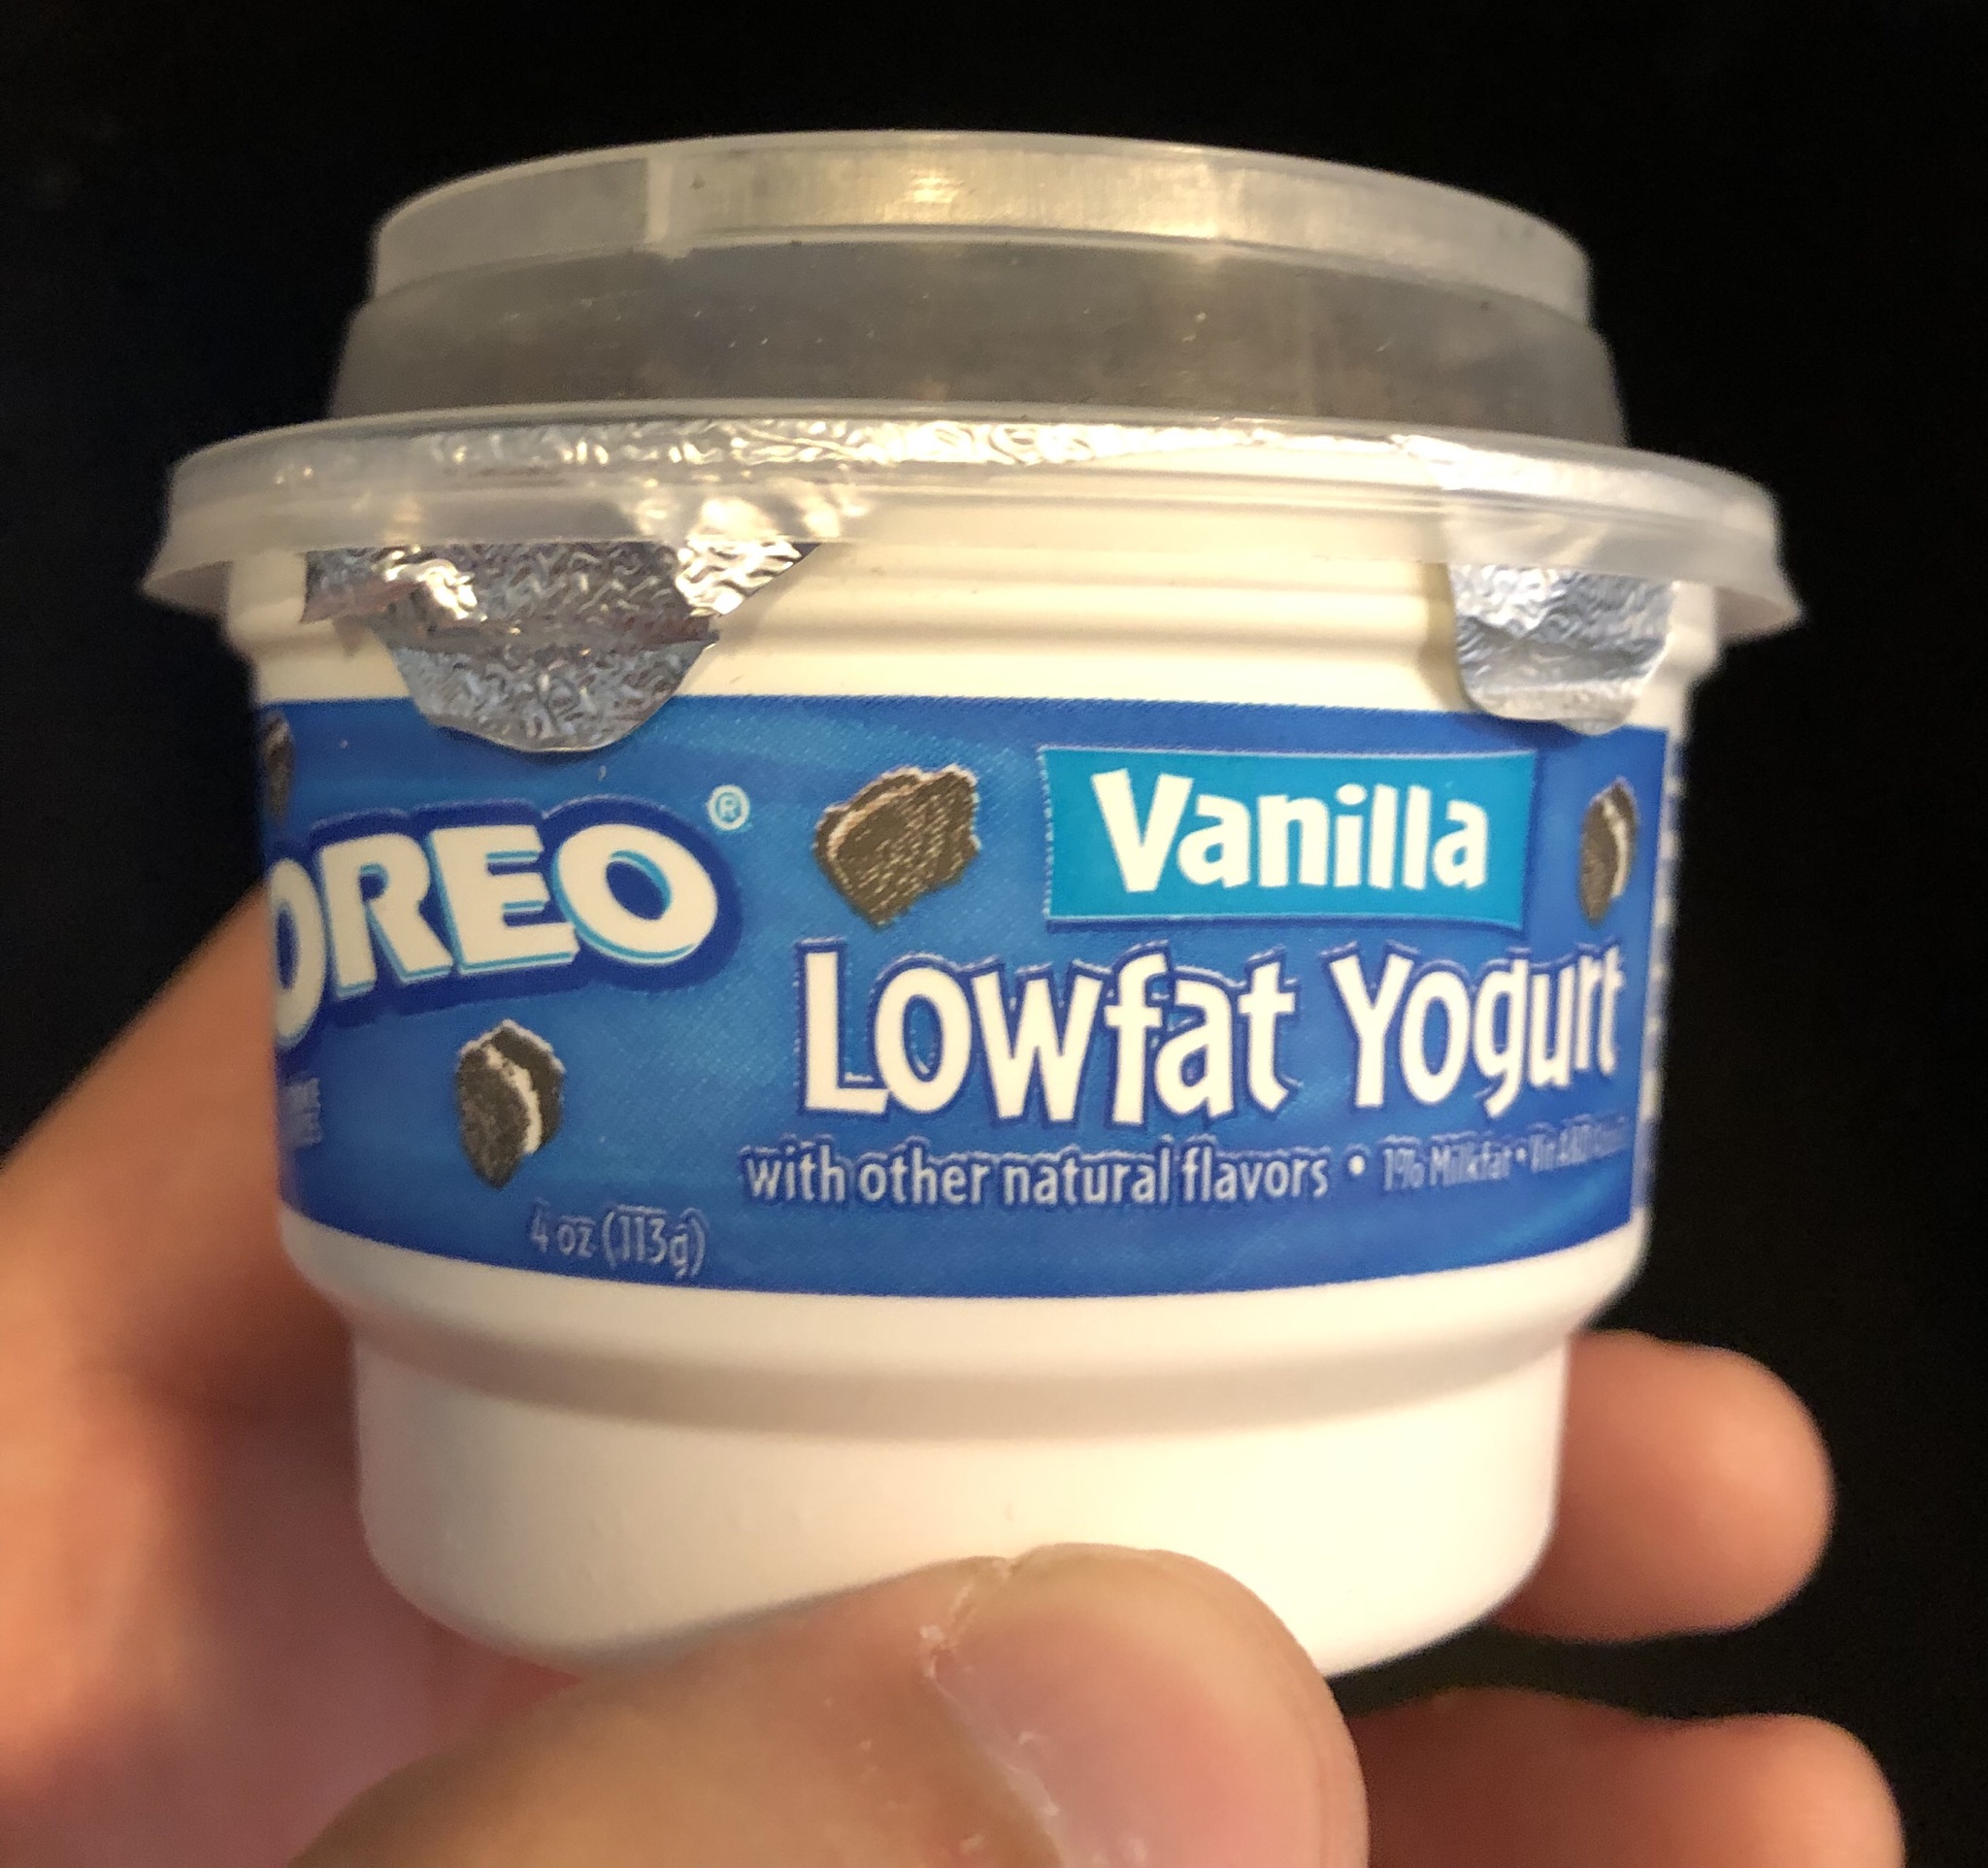 OREO®
Vanilla
Lowfat Yogurt
with other natural flavors • 1% Milkfat •
4 oz (113g)